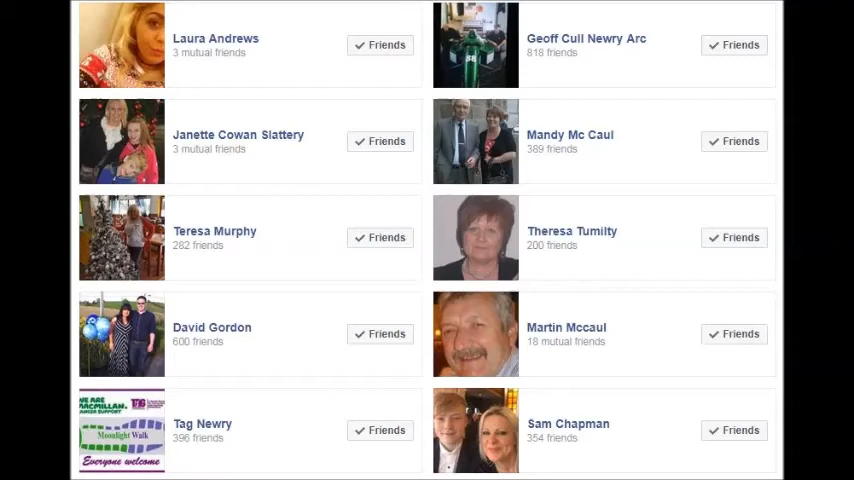 Laura Andrews
3 mutual friends
Friends
Geoff Cull Newry Arc
818 friends
Friends
Janette Cowan Slattery
3 mutual friends
Friends
Mandy Mc Caul
389 friends
Friends
Teresa Murphy
282 friends
Friends
Theresa Tumilty
200 friends
Friends
David Gordon
600 friends
Friends
Martin Mccaul
18 mutual friends
Friends
WE ARE
MACMILLAN.
CANCER SUPPORT
TAG
Moonlight Walk
Everyone welcome
Tag Newry
396 friends
Friends
Sam Chapman
354 friends
Friends